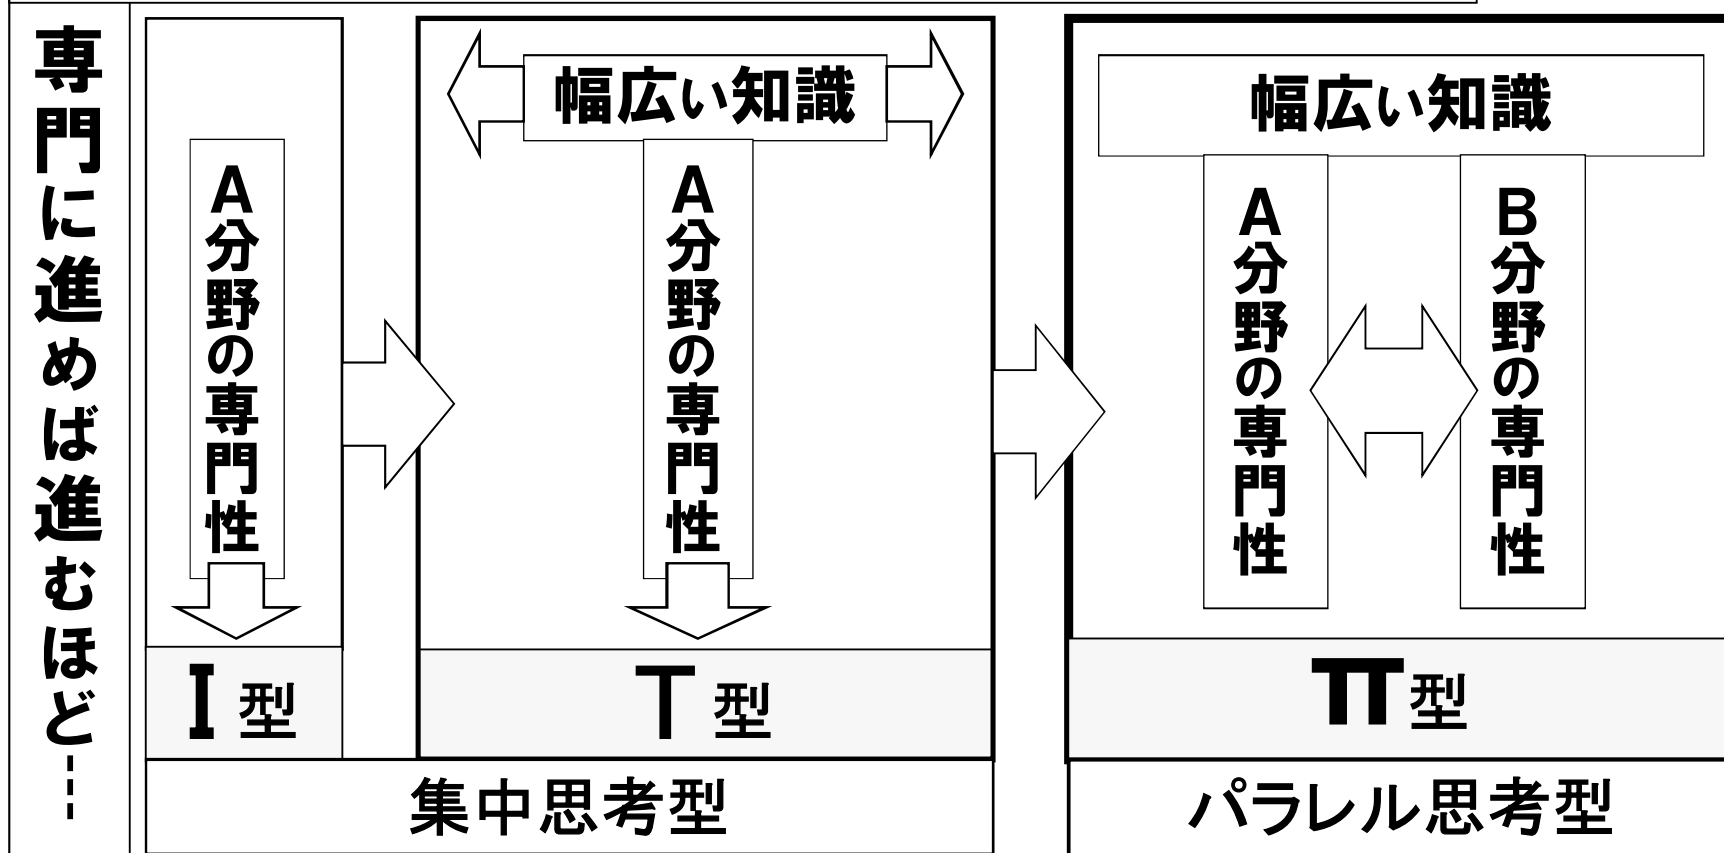 専門に進めば進むほど…
A分野の専門性
I型
幅広い知識
A分野の専門性
T型
幅広い知識
A分野の専門性
B分野の専門性
TT型
集中思考型
パラレル思考型